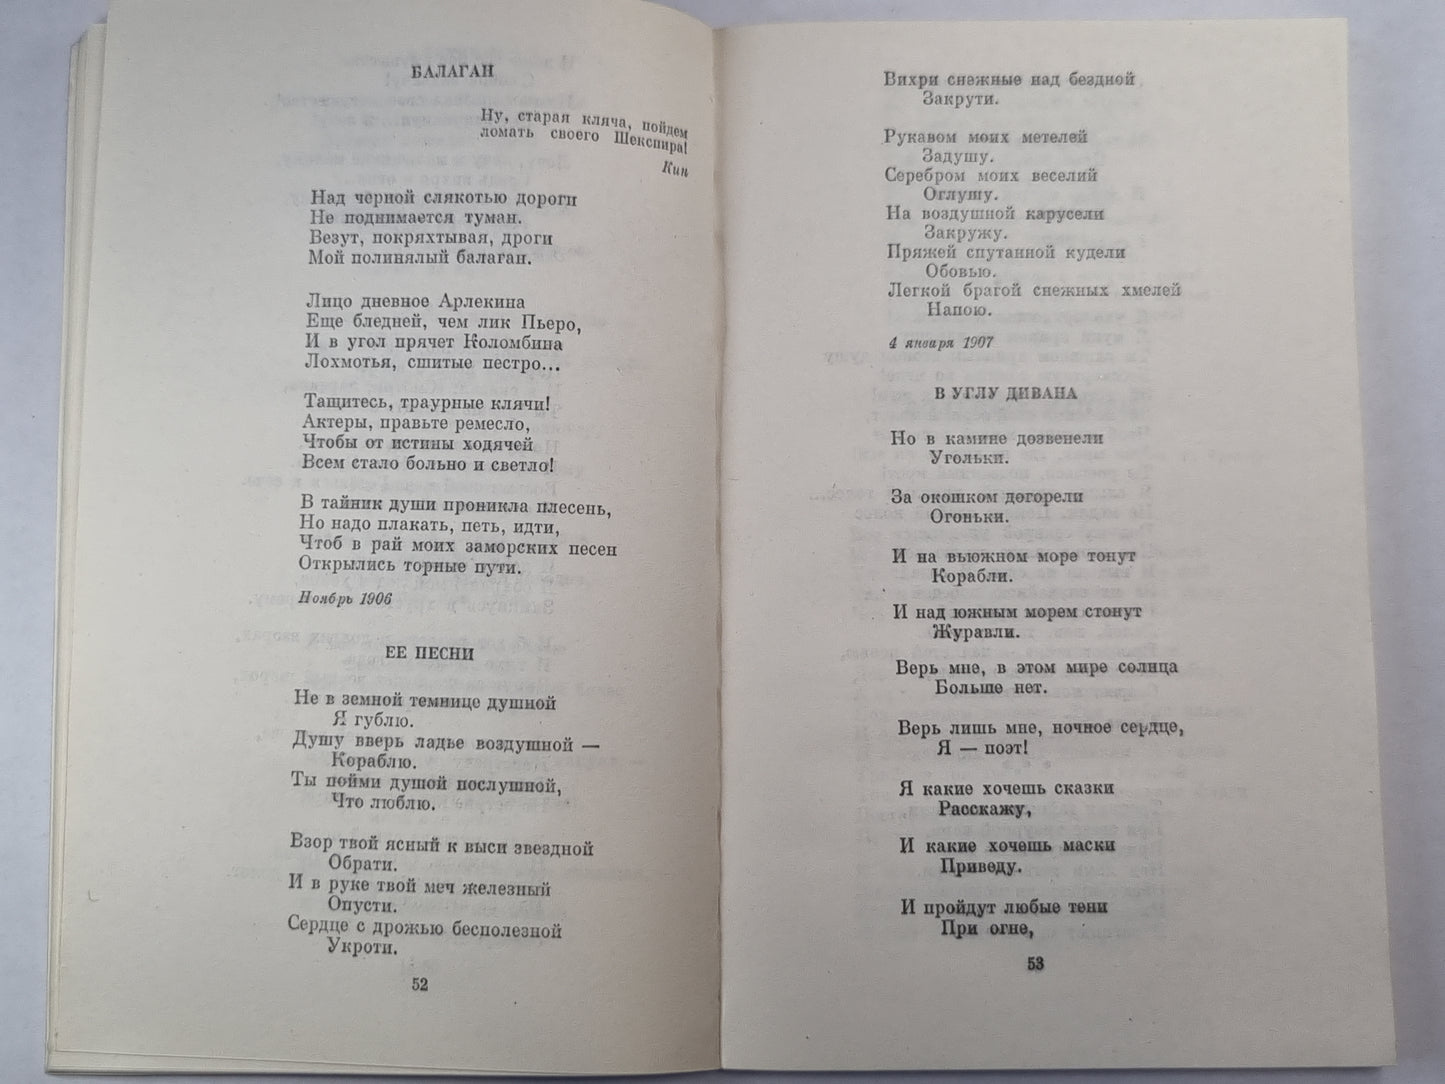 БАЛАГАН
Ну, старая кляча, пойдем
ломать своего Шекспира!
Кин
Над черной слякотью дороги
Не поднимается туман.
Везут, покряхтывая, дроги
Мой полинялый балаган.
Лицо дневное Арлекина
Еще бледней, чем лик Пьеро,
И в угол прячет Коломбина
Лохмотья, сшитые пестро...
Тащитесь, траурные клячи!
Актеры, правьте ремесло,
Чтобы от истины ходячей
Всем стало больно и светло!
В тайник души проникла плесень,
Но надо плакать, петь, идти,
Чтоб в рай моих заморских песен
Открылись торные пути.
Ноябрь 1906
ЕЕ ПЕСНИ
Не в земной темнице душной
Я гублю.
Душу вверь ладье воздушной —
Кораблю.
Ты пойми душой послушной,
Что люблю.
Взор твой ясный к выси звездной
Обрати.
И в руке твой меч железный
Опусти.
Сердце с дрожью бесполезной
Укроти.
52
Вихри снежные над бездной
Закрути.
Рукавом моих метелей
Задушу.
Серебром моих веселий
Оглушу.
На воздушной карусели
Закружу.
Пряжей спутанной кудели
Обовью.
Легкой брагой снежных хмелей
Напою.
4 января 1907
В УГЛУ ДИВАНА
Но в камине дозвенели
Угольки.
За окошком догорели
Огоньки.
И на вьюжном море тонут
Корабли.
И над южным морем стонут
Журавли.
Верь мне, в этом мире солнца
Больше нет.
Верь лишь мне, ночное сердце,
Я — поэт!
Я какие хочешь сказки
Расскажу,
И какие хочешь маски
Приведу.
И пройдут любые тени
При огне,
53